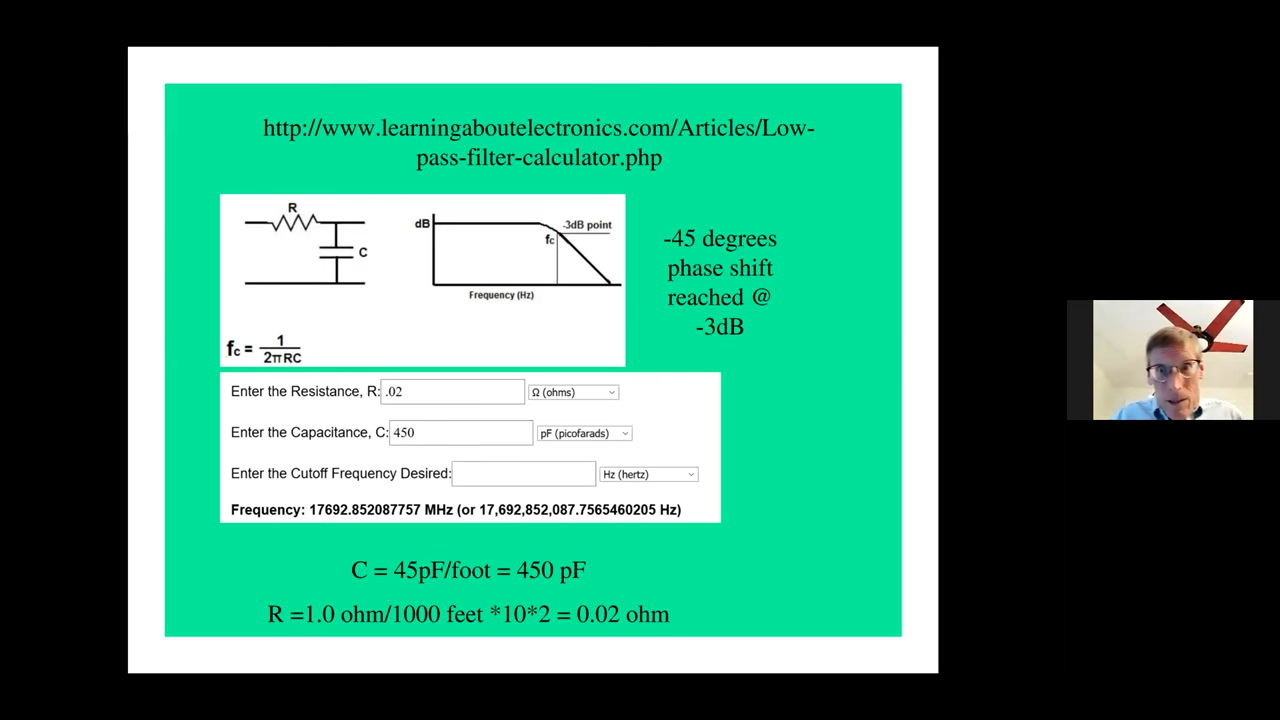 http://www.learningaboutelectronics.com/Articles/Low-
pass-filter-calculator.php
R
C
dB
-3dB point
fc
Frequency (Hz)
fc = 1
2πRC
-45 degrees
phase shift
reached @
-3dB
Enter the Resistance, R: .02 Ω (ohms)
Enter the Capacitance, C: 450 pF (picofarads)
Enter the Cutoff Frequency Desired: Hz (hertz)
Frequency: 17692.852087757 MHz (or 17,692,852,087.7565460205 Hz)
C = 45pF/foot = 450 pF
R =1.0 ohm/1000 feet *10*2 = 0.02 ohm